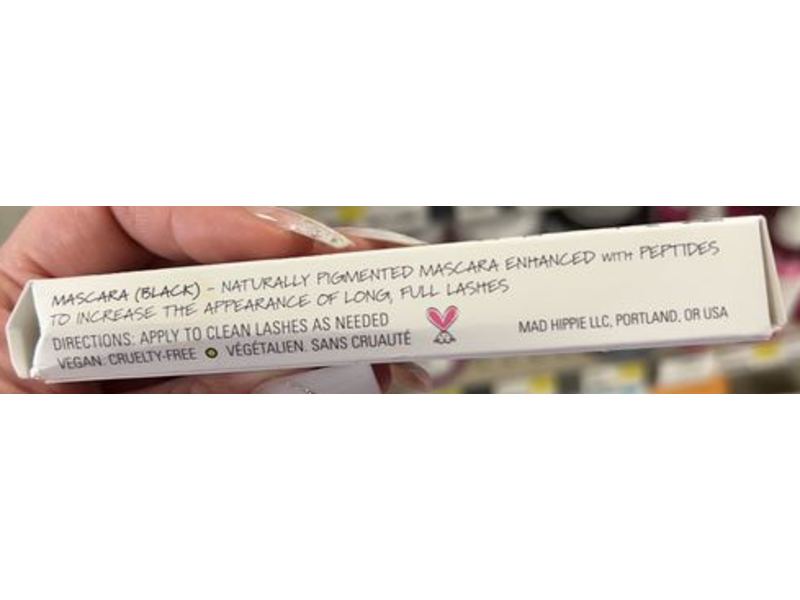 MASCARA (BLACK) - NATURALLY PIGMENTED MASCARA ENHANCED WITH PEPTIDES
TO INCREASE THE APPEARANCE OF LONG, FULL LASHES
DIRECTIONS: APPLY TO CLEAN LASHES AS NEEDED
VEGAN. CRUELTY-FREE VÉGÉTALIEN. SANS CRUAUTÉ
MAD HIPPIE LLC, PORTLAND, OR USA